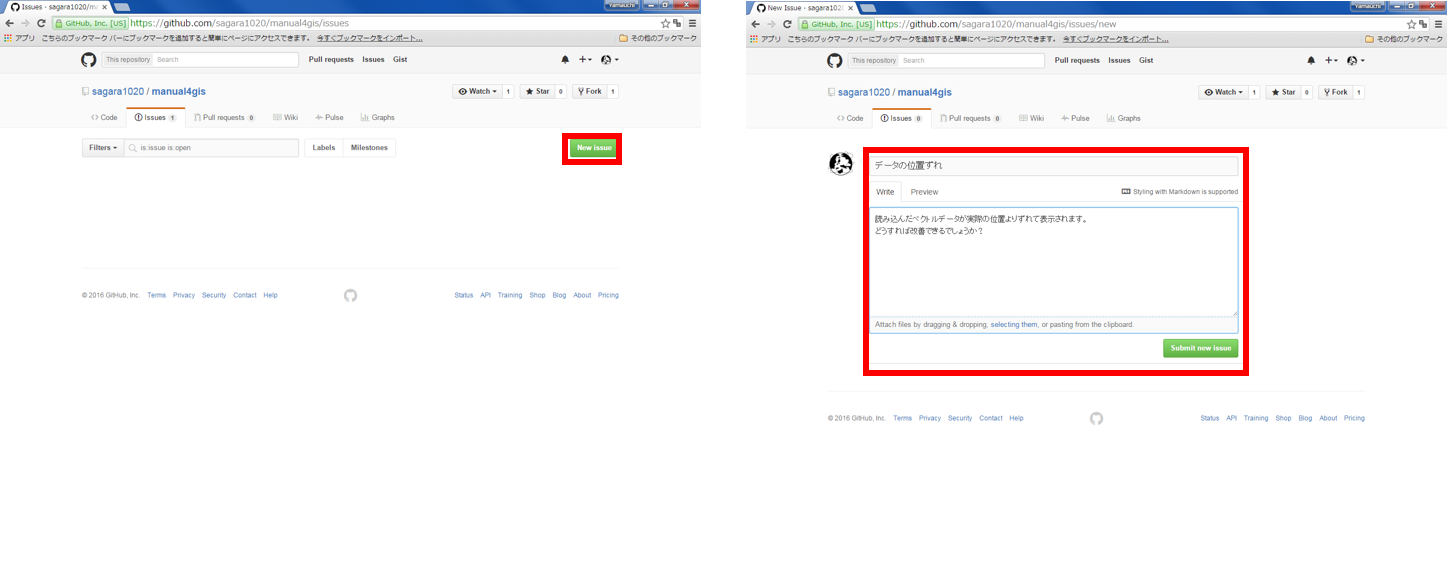 Issues · sagara1020/ma
Yamauchi
GitHub, Inc. [US] https://github.com/sagara1020/manual4gis/issues
アプリ こちらのブックマーク バーにブックマークを追加すると簡単にページにアクセスできます。 今すぐブックマークをインポート... その他のブックマーク
This repository Search Pull requests Issues Gist
sagara1020 / manual4gis Watch 1 Star 0 Fork 1
Code Issues 1 Pull requests 0 Wiki Pulse Graphs
Filters is:issue is:open Labels Milestones New issue
© 2016 GitHub, Inc. Terms Privacy Security Contact Help Status API Training Shop Blog About Pricing
New Issue · sagara102
Yamauchi
GitHub, Inc. [US] https://github.com/sagara1020/manual4gis/issues/new
アプリ こちらのブックマーク バーにブックマークを追加すると簡単にページにアクセスできます。 今すぐブックマークをインポート... その他のブックマーク
This repository Search Pull requests Issues Gist
sagara1020 / manual4gis Watch 1 Star 0 Fork 1
Code Issues 0 Pull requests 0 Wiki Pulse Graphs
データの位置ずれ
Write Preview Styling with Markdown is supported
読み込んだベクトルデータが実際の位置よりずれて表示されます。
どうすれば改善できるでしょうか？
Attach files by dragging & dropping, selecting them, or pasting from the clipboard.
Submit new issue
© 2016 GitHub, Inc. Terms Privacy Security Contact Help Status API Training Shop Blog About Pricing